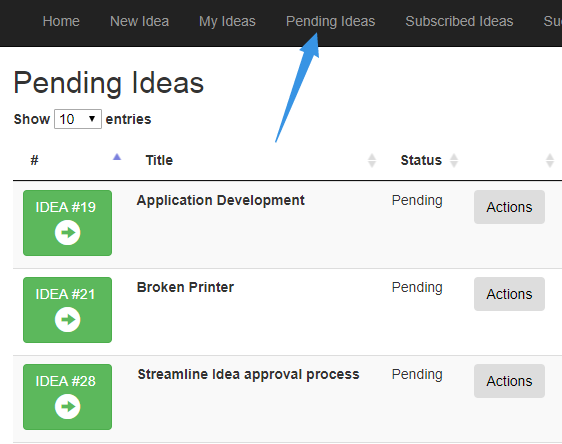 Home New Idea My Ideas Pending Ideas Subscribed Ideas
Pending Ideas
Show 10 entries
# Title Status
IDEA #19 Application Development Pending Actions
IDEA #21 Broken Printer Pending Actions
IDEA #28 Streamline Idea approval process Pending Actions